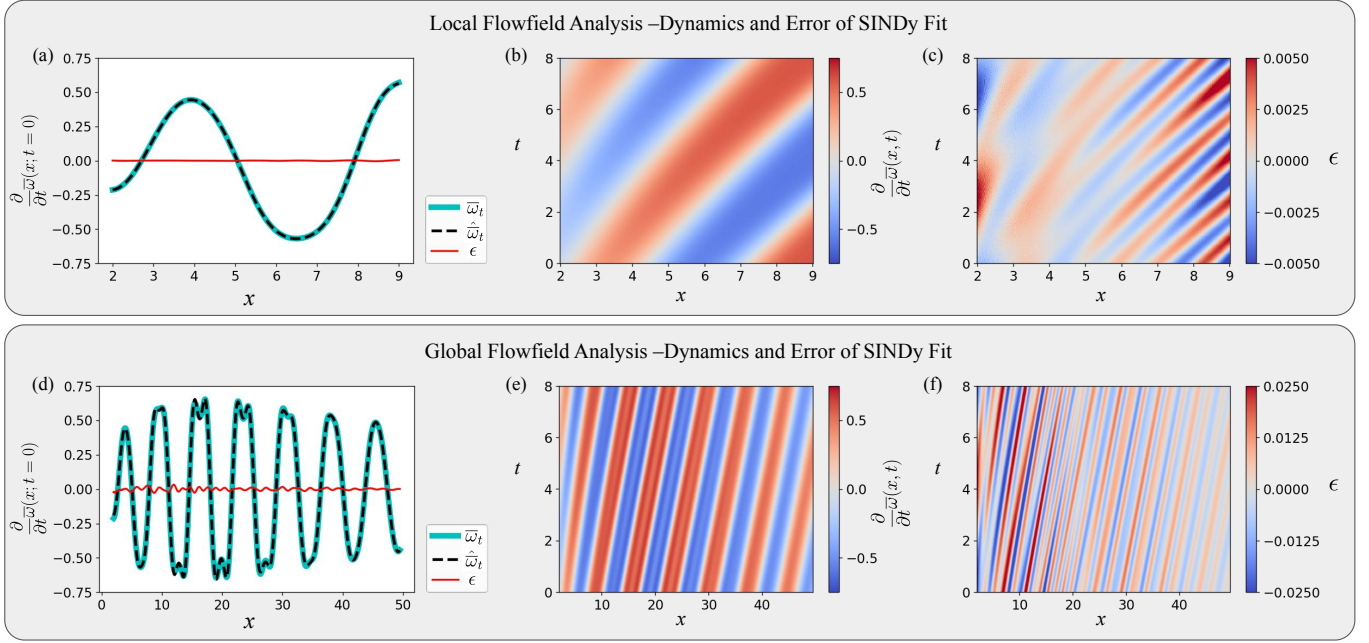 Local Flowfield Analysis –Dynamics and Error of SINDy Fit
(a)
0.75
0.50
0.25
0.00
−0.25
−0.50
−0.75
∂/∂t ω̅(x; t = 0)
2 3 4 5 6 7 8 9
x
ω̅_t
ω̅̂_t
ϵ
(b)
8
6
4
2
0
t
2 3 4 5 6 7 8 9
x
0.5
0.0
−0.5
∂/∂t ω̅(x, t)
(c)
8
6
4
2
0
t
2 3 4 5 6 7 8 9
x
0.0050
0.0025
0.0000
−0.0025
−0.0050
ϵ
Global Flowfield Analysis –Dynamics and Error of SINDy Fit
(d)
0.75
0.50
0.25
0.00
−0.25
−0.50
−0.75
∂/∂t ω̅(x; t = 0)
0 10 20 30 40 50
x
ω̅_t
ω̅̂_t
ϵ
(e)
8
6
4
2
0
t
10 20 30 40
x
0.5
0.0
−0.5
∂/∂t ω̅(x, t)
(f)
8
6
4
2
0
t
10 20 30 40
x
0.0250
0.0125
0.0000
−0.0125
−0.0250
ϵ